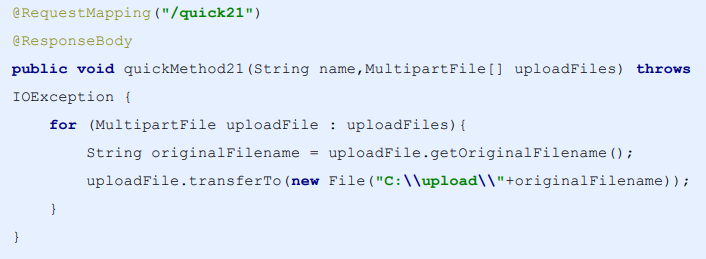 @RequestMapping("/quick21")
@ResponseBody
public void quickMethod21(String name,MultipartFile[] uploadFiles) throws
IOException {
    for (MultipartFile uploadFile : uploadFiles){
        String originalFilename = uploadFile.getOriginalFilename();
        uploadFile.transferTo(new File("C:\\upload\\"+originalFilename));
    }
}